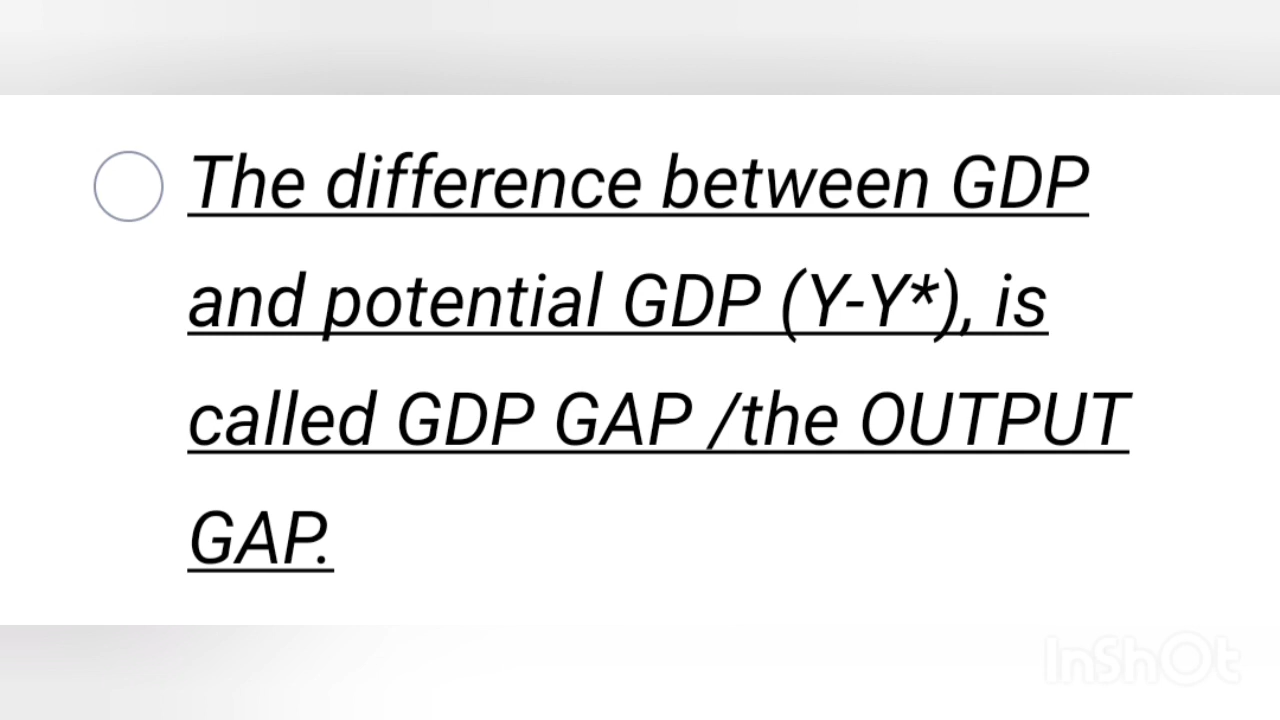 The difference between GDP
and potential GDP (Y-Y*), is
called GDP GAP /the OUTPUT
GAP.
InShOt